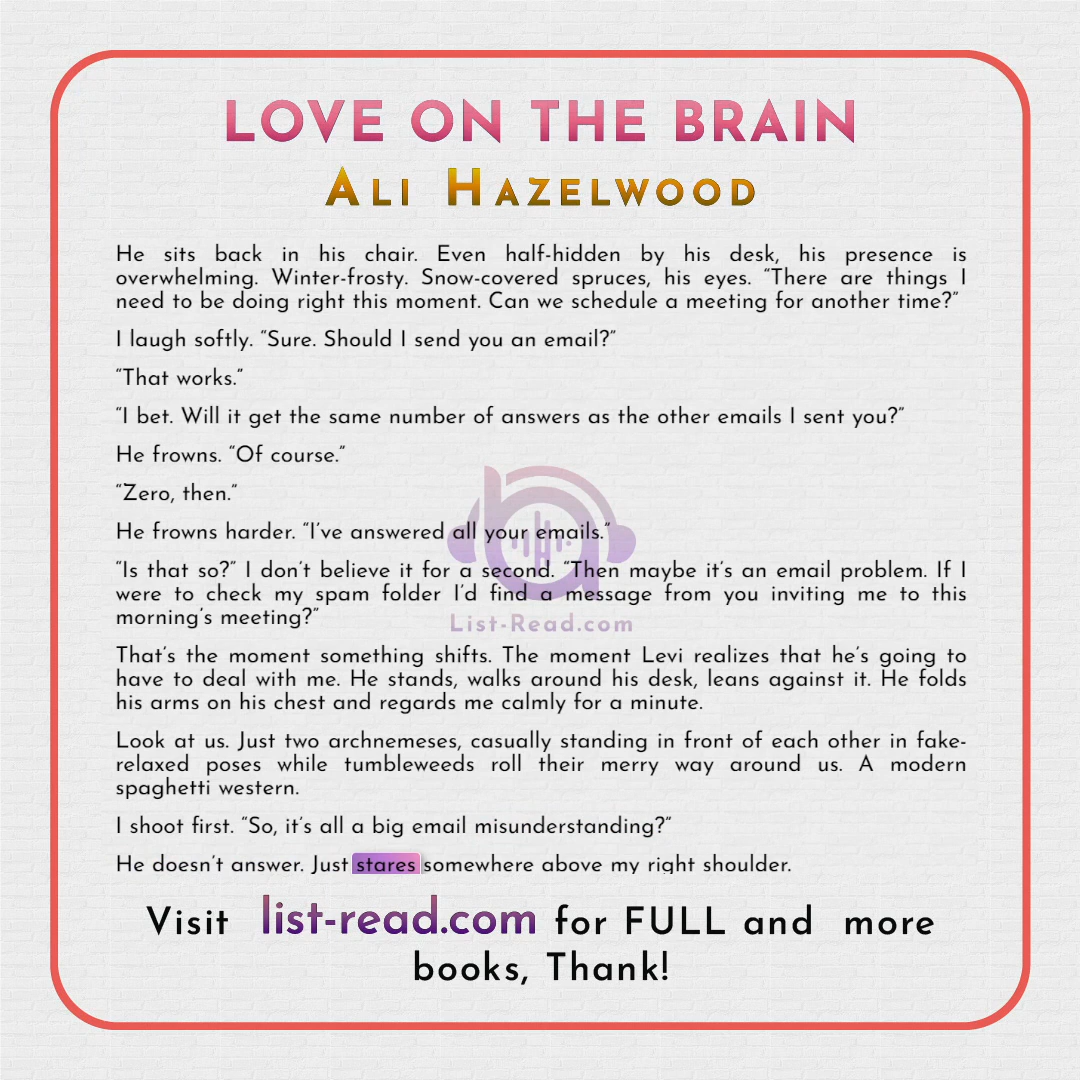 LOVE ON THE BRAIN
ALI HAZELWOOD
He sits back in his chair. Even half-hidden by his desk, his presence is
overwhelming. Winter-frosty. Snow-covered spruces, his eyes. “There are things I
need to be doing right this moment. Can we schedule a meeting for another time?”
I laugh softly. “Sure. Should I send you an email?”
“That works.”
“I bet. Will it get the same number of answers as the other emails I sent you?”
He frowns. “Of course.”
“Zero, then.”
He frowns harder. “I’ve answered all your emails.”
“Is that so?” I don’t believe it for a second. “Then maybe it’s an email problem. If I
were to check my spam folder I’d find a message from you inviting me to this
morning’s meeting?”
List-Read.com
That’s the moment something shifts. The moment Levi realizes that he’s going to
have to deal with me. He stands, walks around his desk, leans against it. He folds
his arms on his chest and regards me calmly for a minute.
Look at us. Just two archnemeses, casually standing in front of each other in fake-
relaxed poses while tumbleweeds roll their merry way around us. A modern
spaghetti western.
I shoot first. “So, it’s all a big email misunderstanding?”
He doesn’t answer. Just stares somewhere above my right shoulder.
Visit list-read.com for FULL and more
books, Thank!